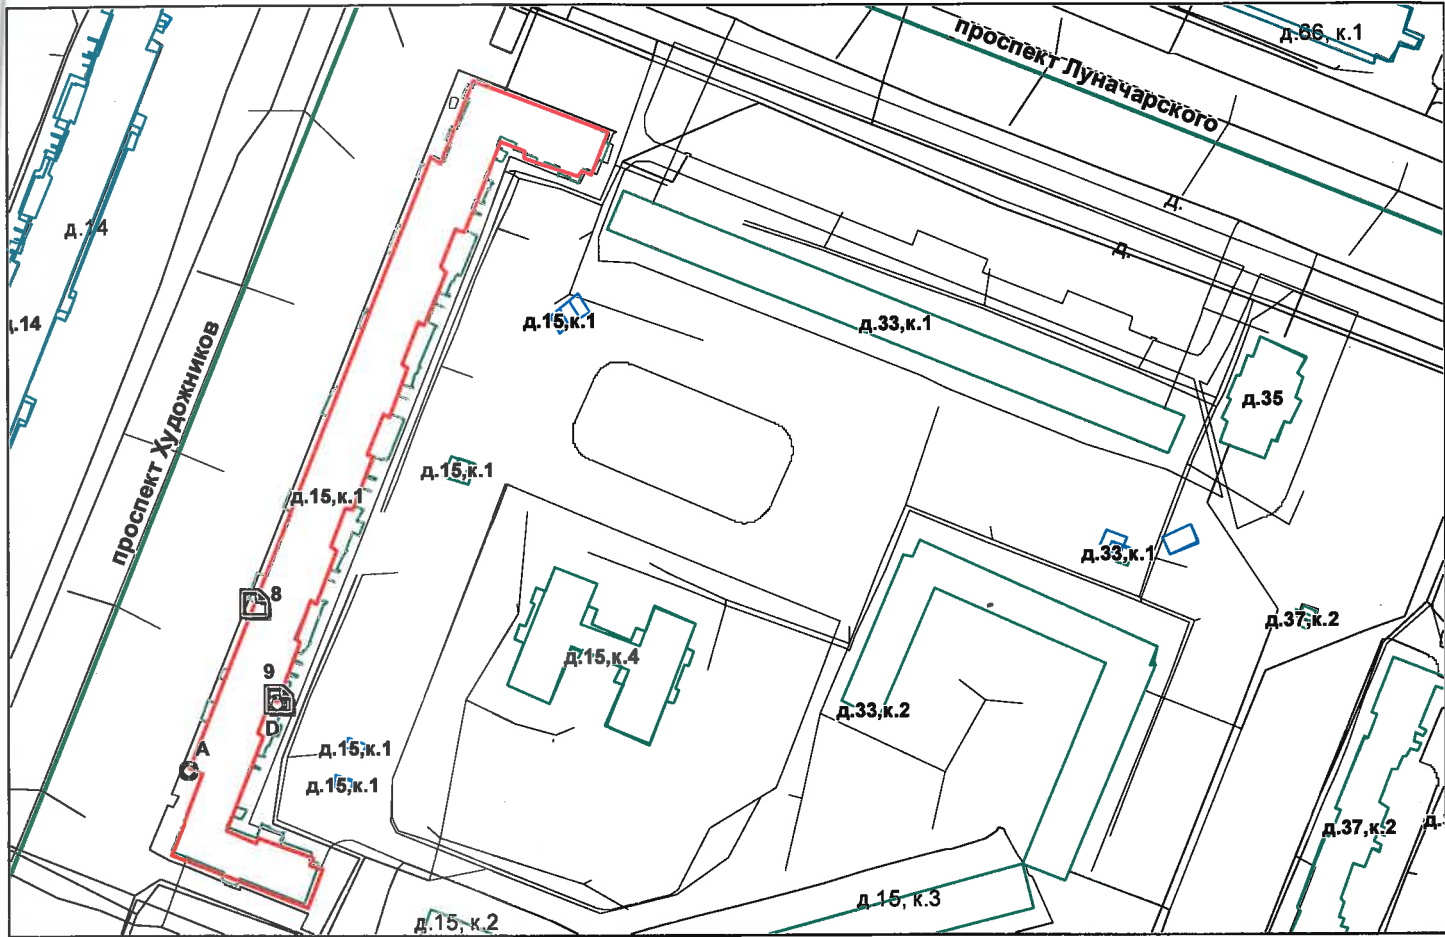 д.66, к.1
проспект Луначарского
D
д.
д.14
д.
д.15,к.1
д.33,к.1
.14
проспект Художников
д.35
д.15,к.1
д.15,к.1
д.33,к.1
8
д.37,к.2
д.15,к.4
9
д.33,к.2
D
A
д.15,к.1
д.15,к.1
д.37,к.2
д.
д.15, к.3
д.15, к.2